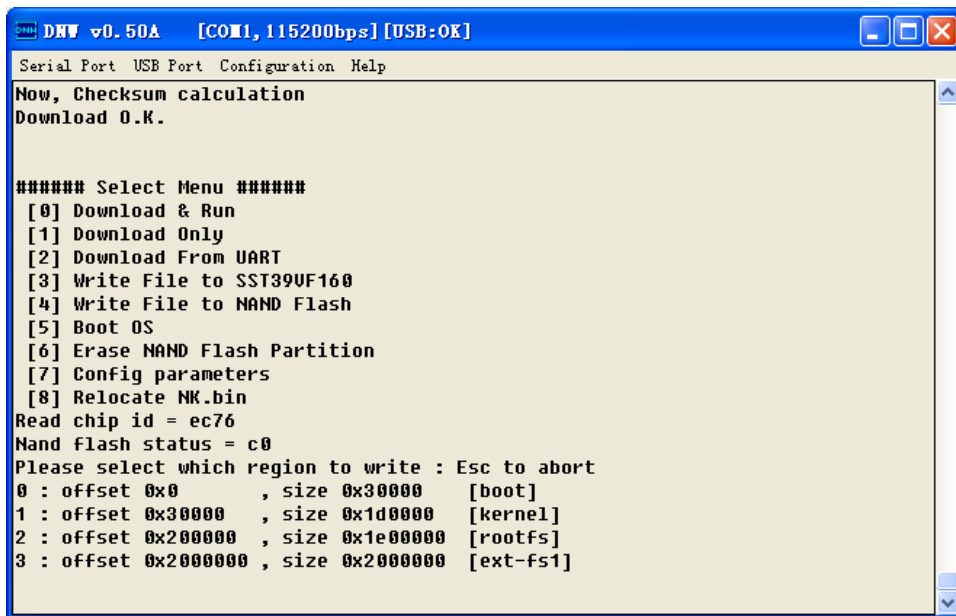 DNW v0.50A [COM1,115200bps][USB:OK]
Serial Port USB Port Configuration Help
Now, Checksum calculation
Download O.K.
###### Select Menu ######
[0] Download & Run
[1] Download Only
[2] Download From UART
[3] Write File to SST39VF160
[4] Write File to NAND Flash
[5] Boot OS
[6] Erase NAND Flash Partition
[7] Config parameters
[8] Relocate NK.bin
Read chip id = ec76
Nand flash status = c0
Please select which region to write : Esc to abort
0 : offset 0x0 , size 0x30000 [boot]
1 : offset 0x30000 , size 0x1d0000 [kernel]
2 : offset 0x200000 , size 0x1e00000 [rootfs]
3 : offset 0x2000000 , size 0x2000000 [ext-fs1]